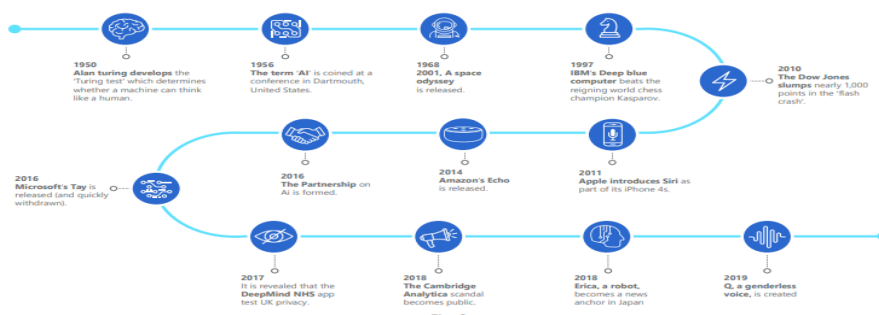 1950
Alan turing develops the
'Turing test' which determines
whether a machine can think
like a human.
1956
The term 'AI' is coined at a
conference in Dartmouth,
United States.
1968
2001, A space
odyssey
is released.
1997
IBM's Deep blue
computer beats the
reigning world chess
champion Kasparov.
2010
The Dow Jones
slumps nearly 1,000
points in the 'flash
crash'.
2011
Apple introduces Siri as
part of its iPhone 4s.
2014
Amazon's Echo
is released.
2016
The Partnership on
Ai is formed.
2016
Microsoft's Tay is
released (and quickly
withdrawn).
2017
It is revealed that the
DeepMind NHS app
test UK privacy.
2018
The Cambridge
Analytica scandal
becomes public.
2018
Erica, a robot,
becomes a news
anchor in Japan
2019
Q, a genderless
voice, is created